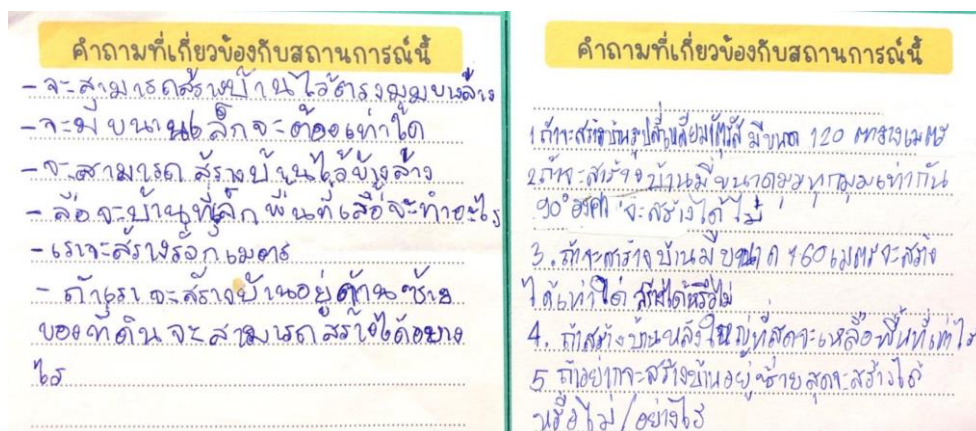 คำถามที่เกี่ยวข้องกับสถานการณ์นี้
- จะสามารถสร้างบ้านไว้ตรงมุมบนล่าง
- จะมีขนาดเล็กจะต้องเท่าใด
- จะสามารถสร้างบ้านไว้ข้างล่าง
- ลือจะบ้านที่เล็กพื้นที่เลือจะทำอะไร
- เราจะสร้างรัอกเมตร
- ถ้าเราจะสร้างบ้านอยู่ด้านซ้าย
ของที่ดินจะสามารถสร้างได้อยาง
ไร
คำถามที่เกี่ยวข้องกับสถานการณ์นี้
1 ถ้าจะสร้างบ้านรูปสี่เหลี่ยมจัตุรัส มีขนาด 120 ตารางเมตร
2. ถ้าจะสร้างบ้านมีขนาดมุมทุกมุมเท่ากัน
90° องศา จะสร้างได้ไม่
3. ถ้าจะสร้างบ้านมีขนาด 160 เมตร จะสร้าง
ได้เท่าใด่ สร้างได้หรือไม่
4. ถ้าสร้างบ้านหลังใหญ่ที่สุดจะเหลือพื้นที่เท่าไร
5 ถ้าอยากจะสร้างบ้านอยู่ซ้ายสุดจะสร้างได้
หรือไม่/อย่างไร